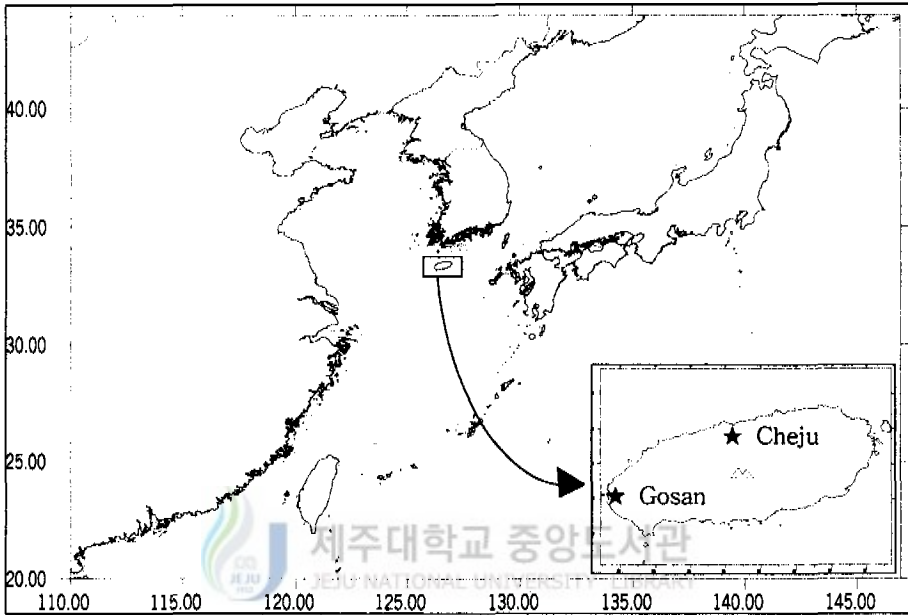 40.00
35.00
30.00
25.00
20.00
110.00 115.00 120.00 125.00 130.00 135.00 140.00 145.00
Cheju
Gosan
제주대학교 중앙도서관
JEJU NATIONAL UNIVERSITY LIBRARY
JEJU
1952